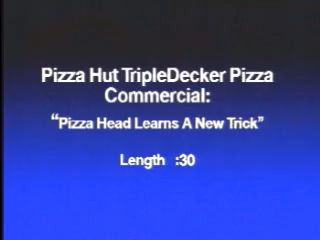 Pizza Hut TripleDecker Pizza
Commercial:
“Pizza Head Learns A New Trick”
Length :30